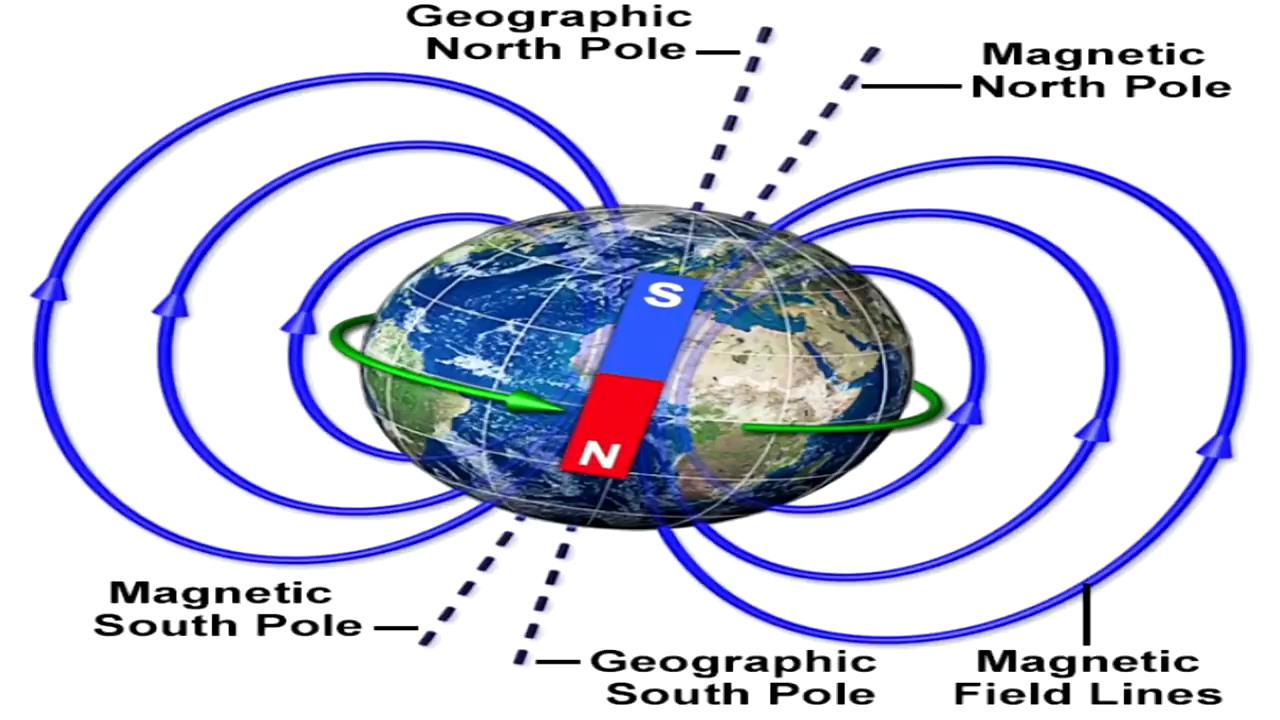 Geographic
North Pole
Magnetic
North Pole
S
N
Magnetic
South Pole
Geographic
South Pole
Magnetic
Field Lines